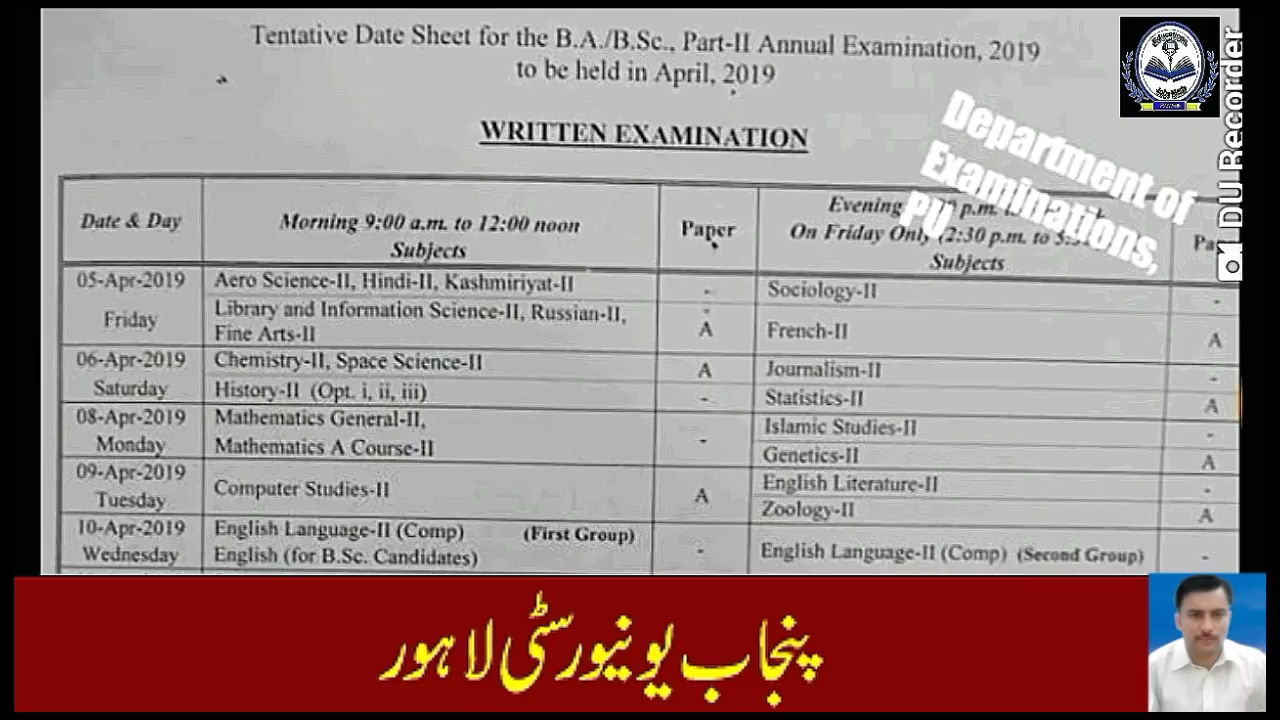 Tentative Date Sheet for the B.A./B.Sc., Part-II Annual Examination, 2019
to be held in April, 2019
WRITTEN EXAMINATION
Department of
Examinations,
PU
DU Recorder
Date & Day
Morning 9:00 a.m. to 12:00 noon
Subjects
Paper
Evening p.m.
On Friday Only (2:30 p.m. to
Subjects
05-Apr-2019
Friday
Aero Science-II, Hindi-II, Kashmiriyat-II
-
Sociology-II
-
Library and Information Science-II, Russian-II,
Fine Arts-II
A
French-II
A
06-Apr-2019
Saturday
Chemistry-II, Space Science-II
A
Journalism-II
-
History-II (Opt. i, ii, iii)
-
Statistics-II
A
08-Apr-2019
Monday
Mathematics General-II,
Mathematics A Course-II
-
Islamic Studies-II
-
Genetics-II
A
09-Apr-2019
Tuesday
Computer Studies-II
A
English Literature-II
-
Zoology-II
A
10-Apr-2019
Wednesday
English Language-II (Comp) (First Group)
English (for B.Sc. Candidates)
-
English Language-II (Comp) (Second Group)
-
پنجاب یونیورسٹی لاہور